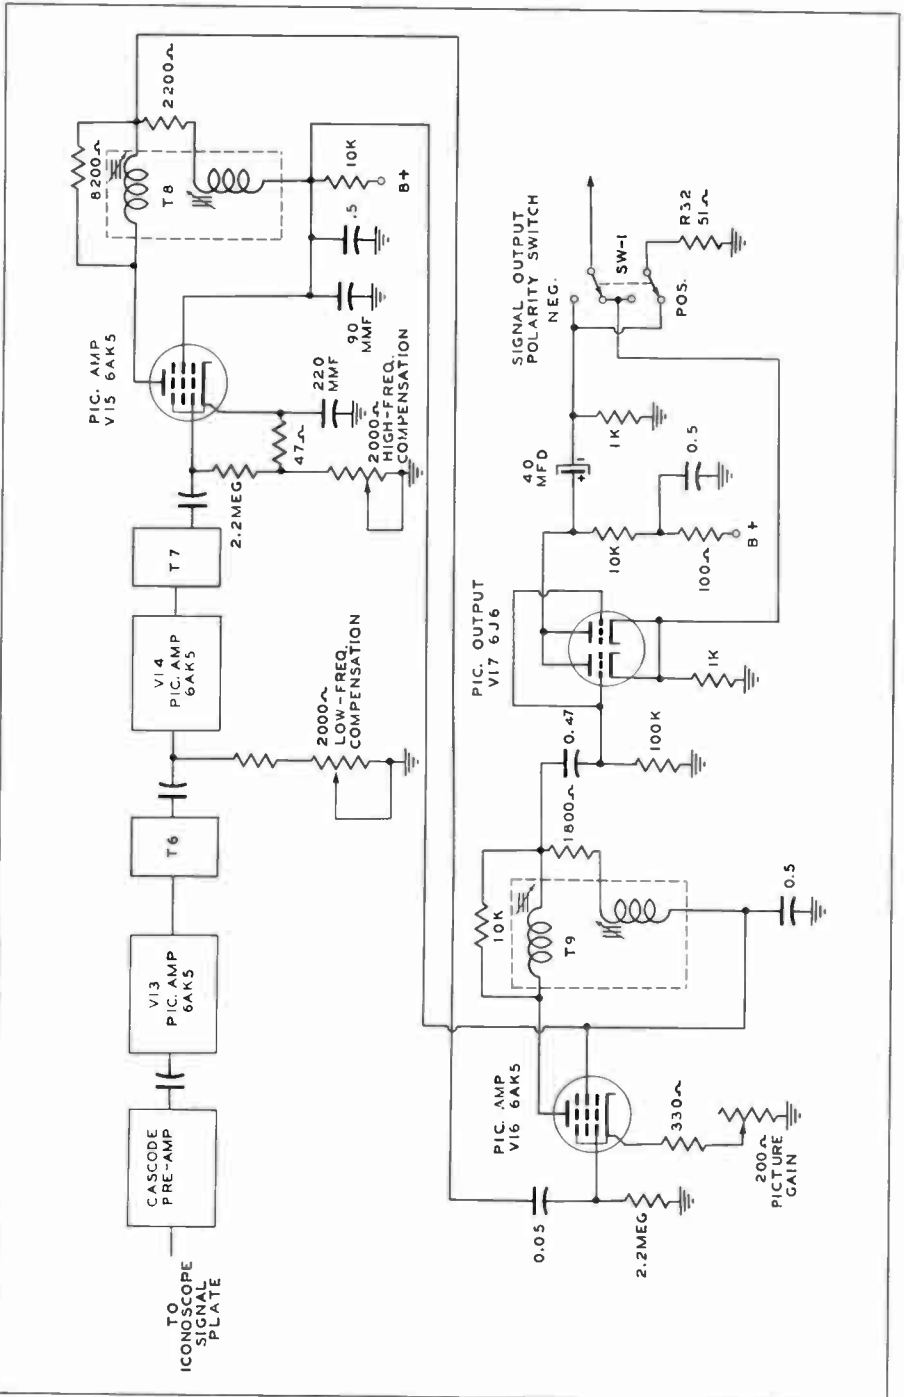 TO
ICONOSCOPE
SIGNAL
PLATE
CASCODE
PRE-AMP
V13
PIC. AMP
6AK5
T6
2000Ω
LOW-FREQ.
COMPENSATION
V14
PIC. AMP
6AK5
T7
2.2MEG
PIC. AMP
V15 6AK5
47Ω
220
MMF
2000Ω
HIGH-FREQ.
COMPENSATION
90
MMF
.5
8200Ω
T8
2200Ω
10K
B+
0.05
2.2MEG
PIC. AMP
V16 6AK5
330Ω
200Ω
PICTURE
GAIN
10K
T9
1800Ω
0.5
0.47
100K
PIC. OUTPUT
V17 6J6
1K
40
MFD
+
-
10K
100Ω
B+
0.5
1K
SIGNAL OUTPUT
POLARITY SWITCH
NEG.
SW-1
POS.
R32
51Ω